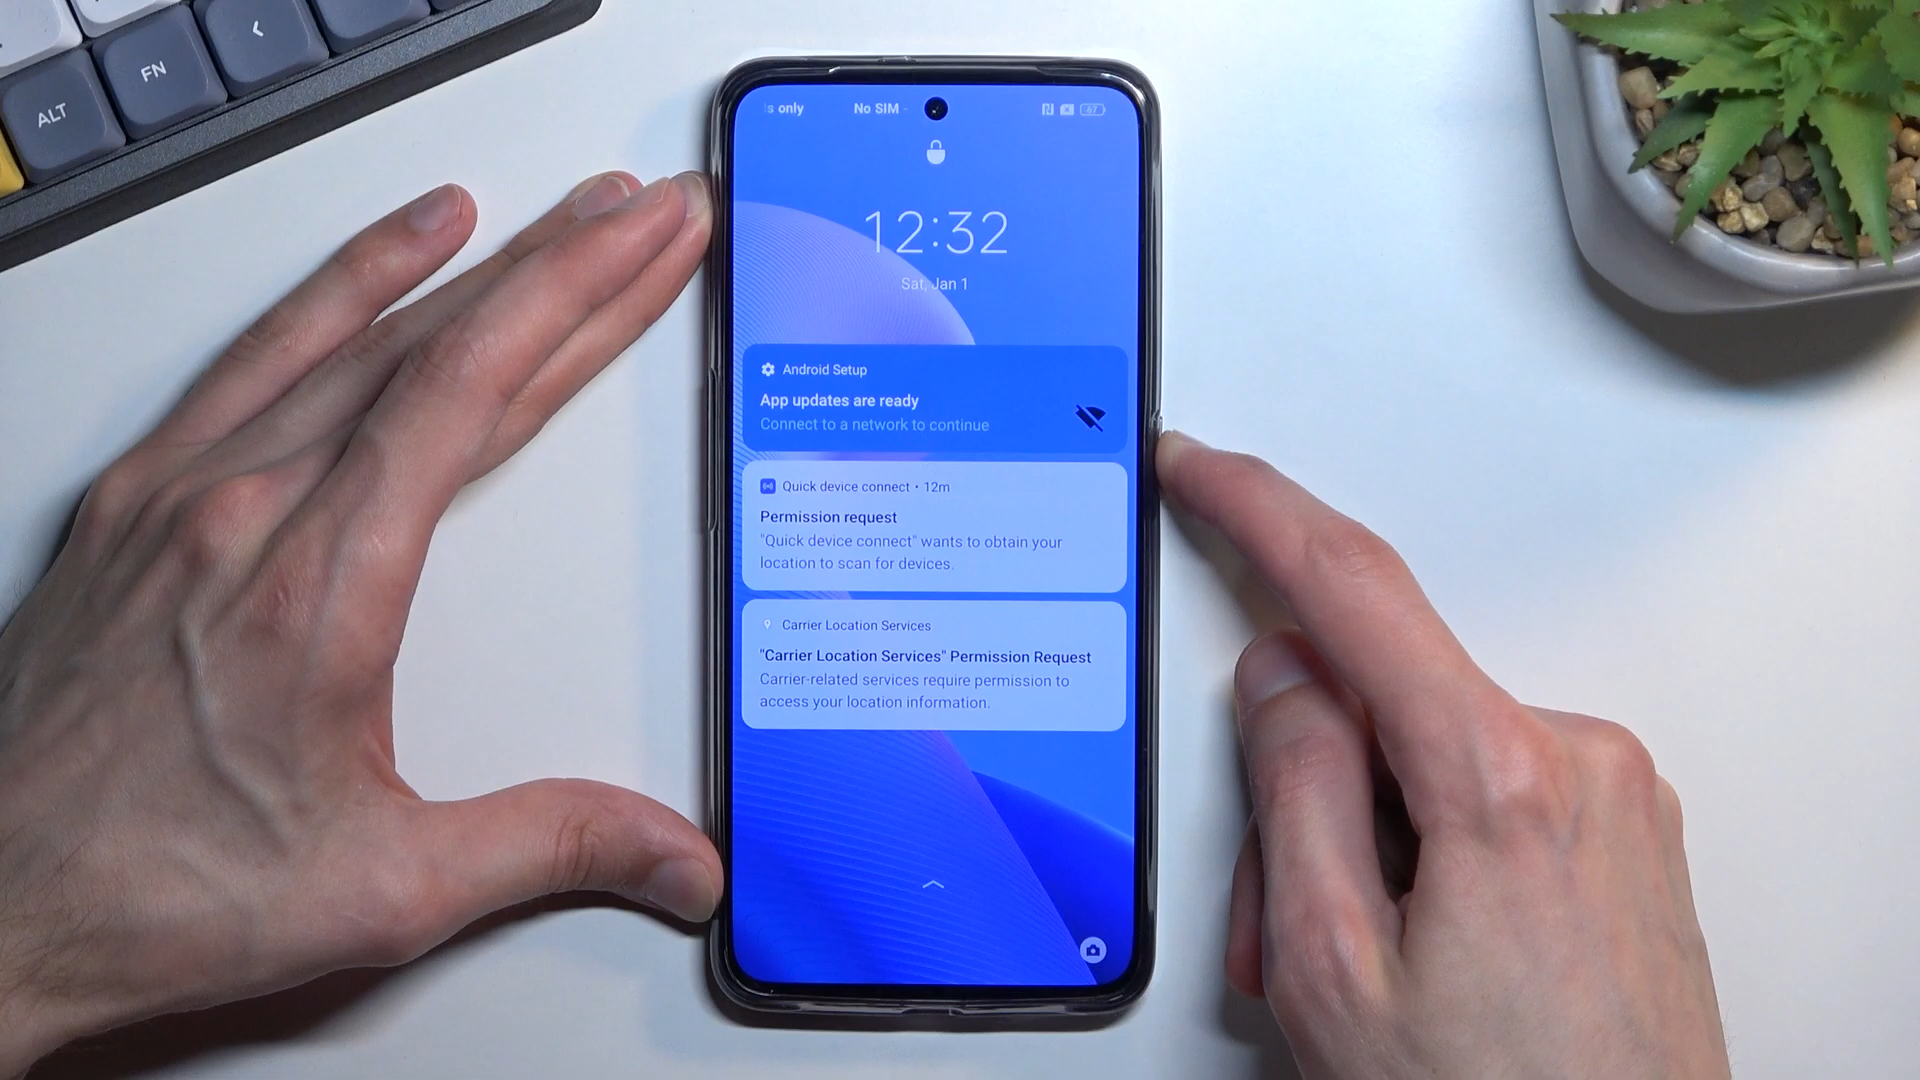 ALT
FN
<
s only
No SIM -
67
12:32
Sat, Jan 1
Android Setup
App updates are ready
Connect to a network to continue
Quick device connect • 12m
Permission request
"Quick device connect" wants to obtain your
location to scan for devices.
Carrier Location Services
"Carrier Location Services" Permission Request
Carrier-related services require permission to
access your location information.